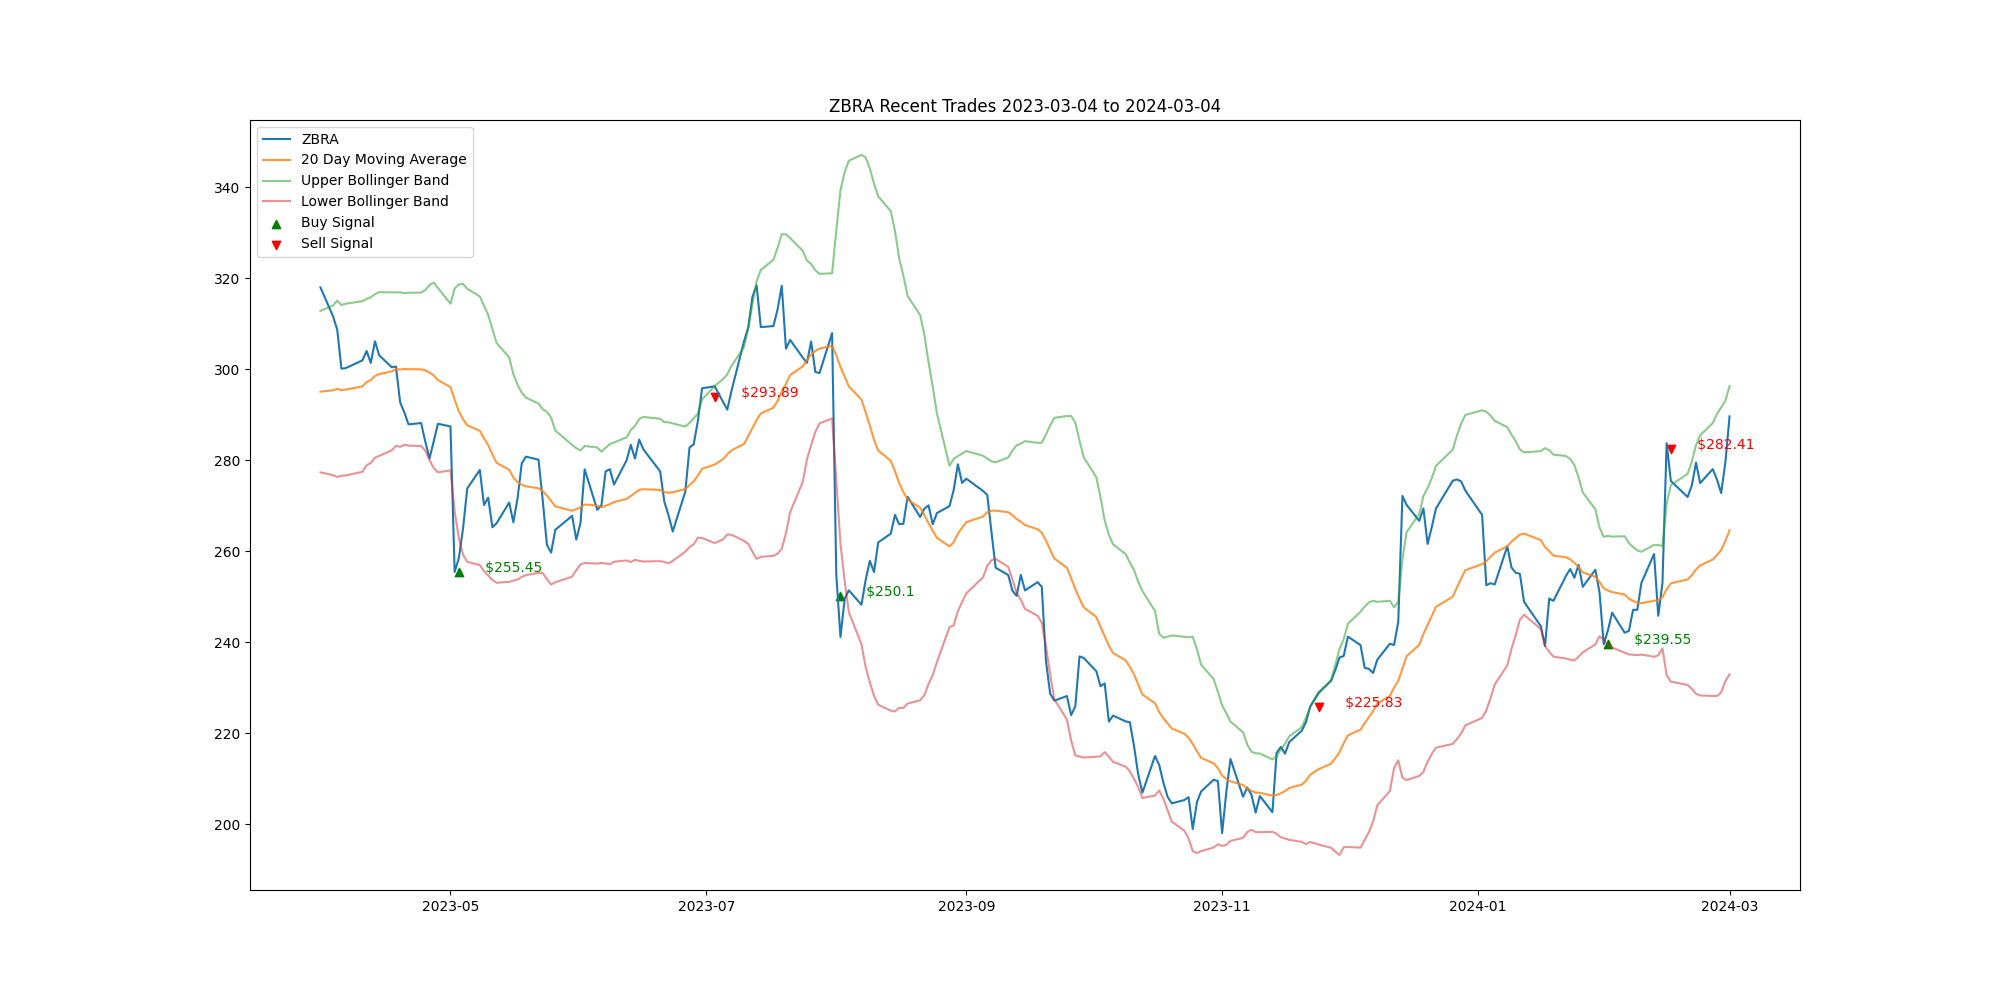 ZBRA Recent Trades 2023-03-04 to 2024-03-04
ZBRA
20 Day Moving Average
Upper Bollinger Band
Lower Bollinger Band
Buy Signal
Sell Signal
340
320
300
280
260
240
220
200
$255.45
$293.89
$250.1
$225.83
$239.55
$282.41
2023-05
2023-07
2023-09
2023-11
2024-01
2024-03